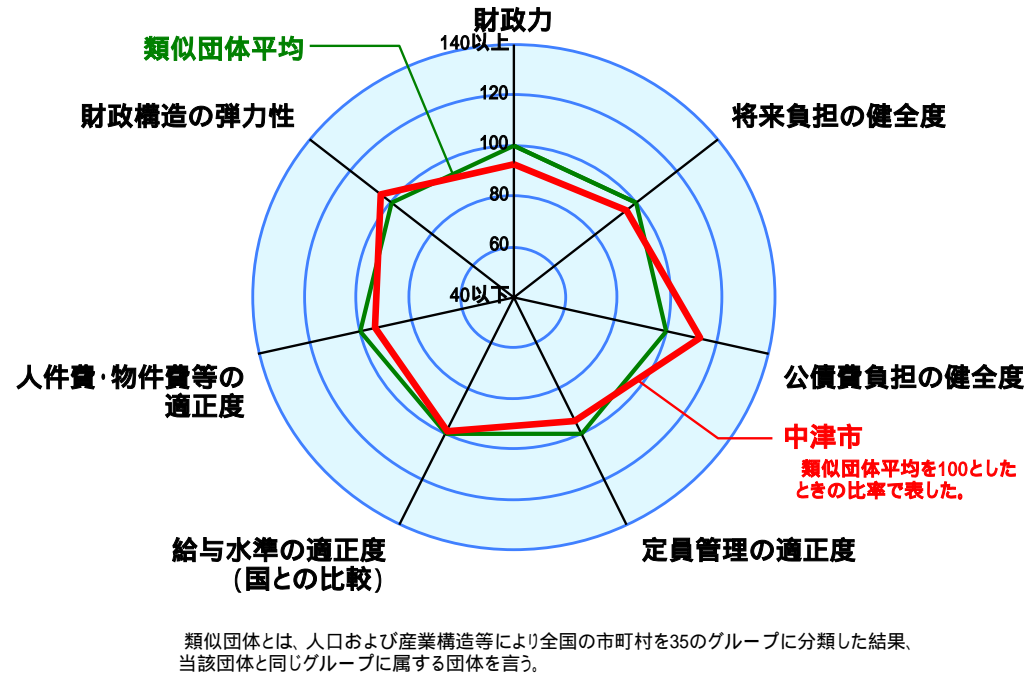 財政力
140以上
類似団体平均
120
財政構造の弾力性
将来負担の健全度
100
80
60
40以下
人件費・物件費等の
適正度
公債費負担の健全度
中津市
類似団体平均を100とした
ときの比率で表した。
給与水準の適正度
(国との比較)
定員管理の適正度
類似団体とは、人口および産業構造等により全国の市町村を35のグループに分類した結果、
当該団体と同じグループに属する団体を言う。